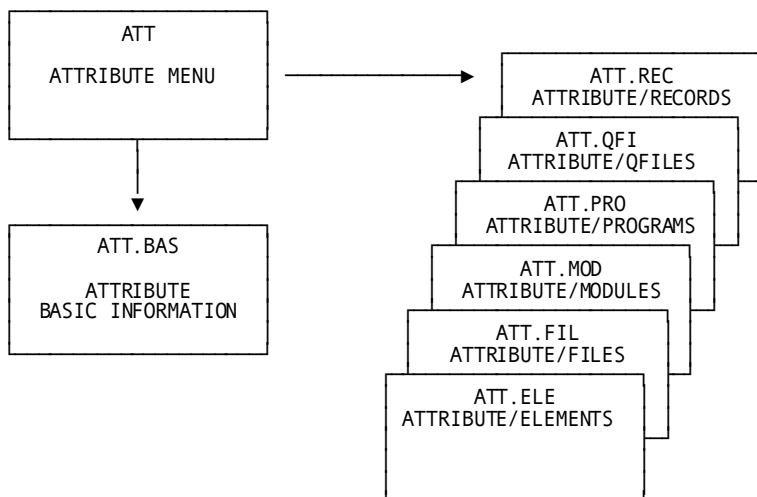 ATT
ATTRIBUTE MENU
ATT.BAS
ATTRIBUTE
BASIC INFORMATION
ATT.REC
ATTRIBUTE/RECORDS
ATT.QFI
ATTRIBUTE/QFILES
ATT.PRO
ATTRIBUTE/PROGRAMS
ATT.MOD
ATTRIBUTE/MODULES
ATT.FIL
ATTRIBUTE/FILES
ATT.ELE
ATTRIBUTE/ELEMENTS